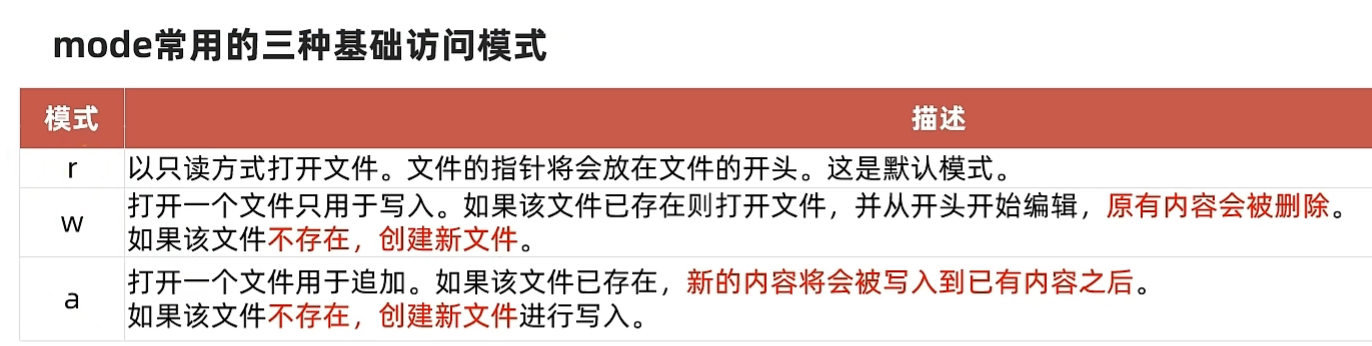 mode常用的三种基础访问模式
模式
描述
r
以只读方式打开文件。文件的指针将会放在文件的开头。这是默认模式。
w
打开一个文件只用于写入。如果该文件已存在则打开文件，并从开头开始编辑，原有内容会被删除。
如果该文件不存在，创建新文件。
a
打开一个文件用于追加。如果该文件已存在，新的内容将会被写入到已有内容之后。
如果该文件不存在，创建新文件进行写入。